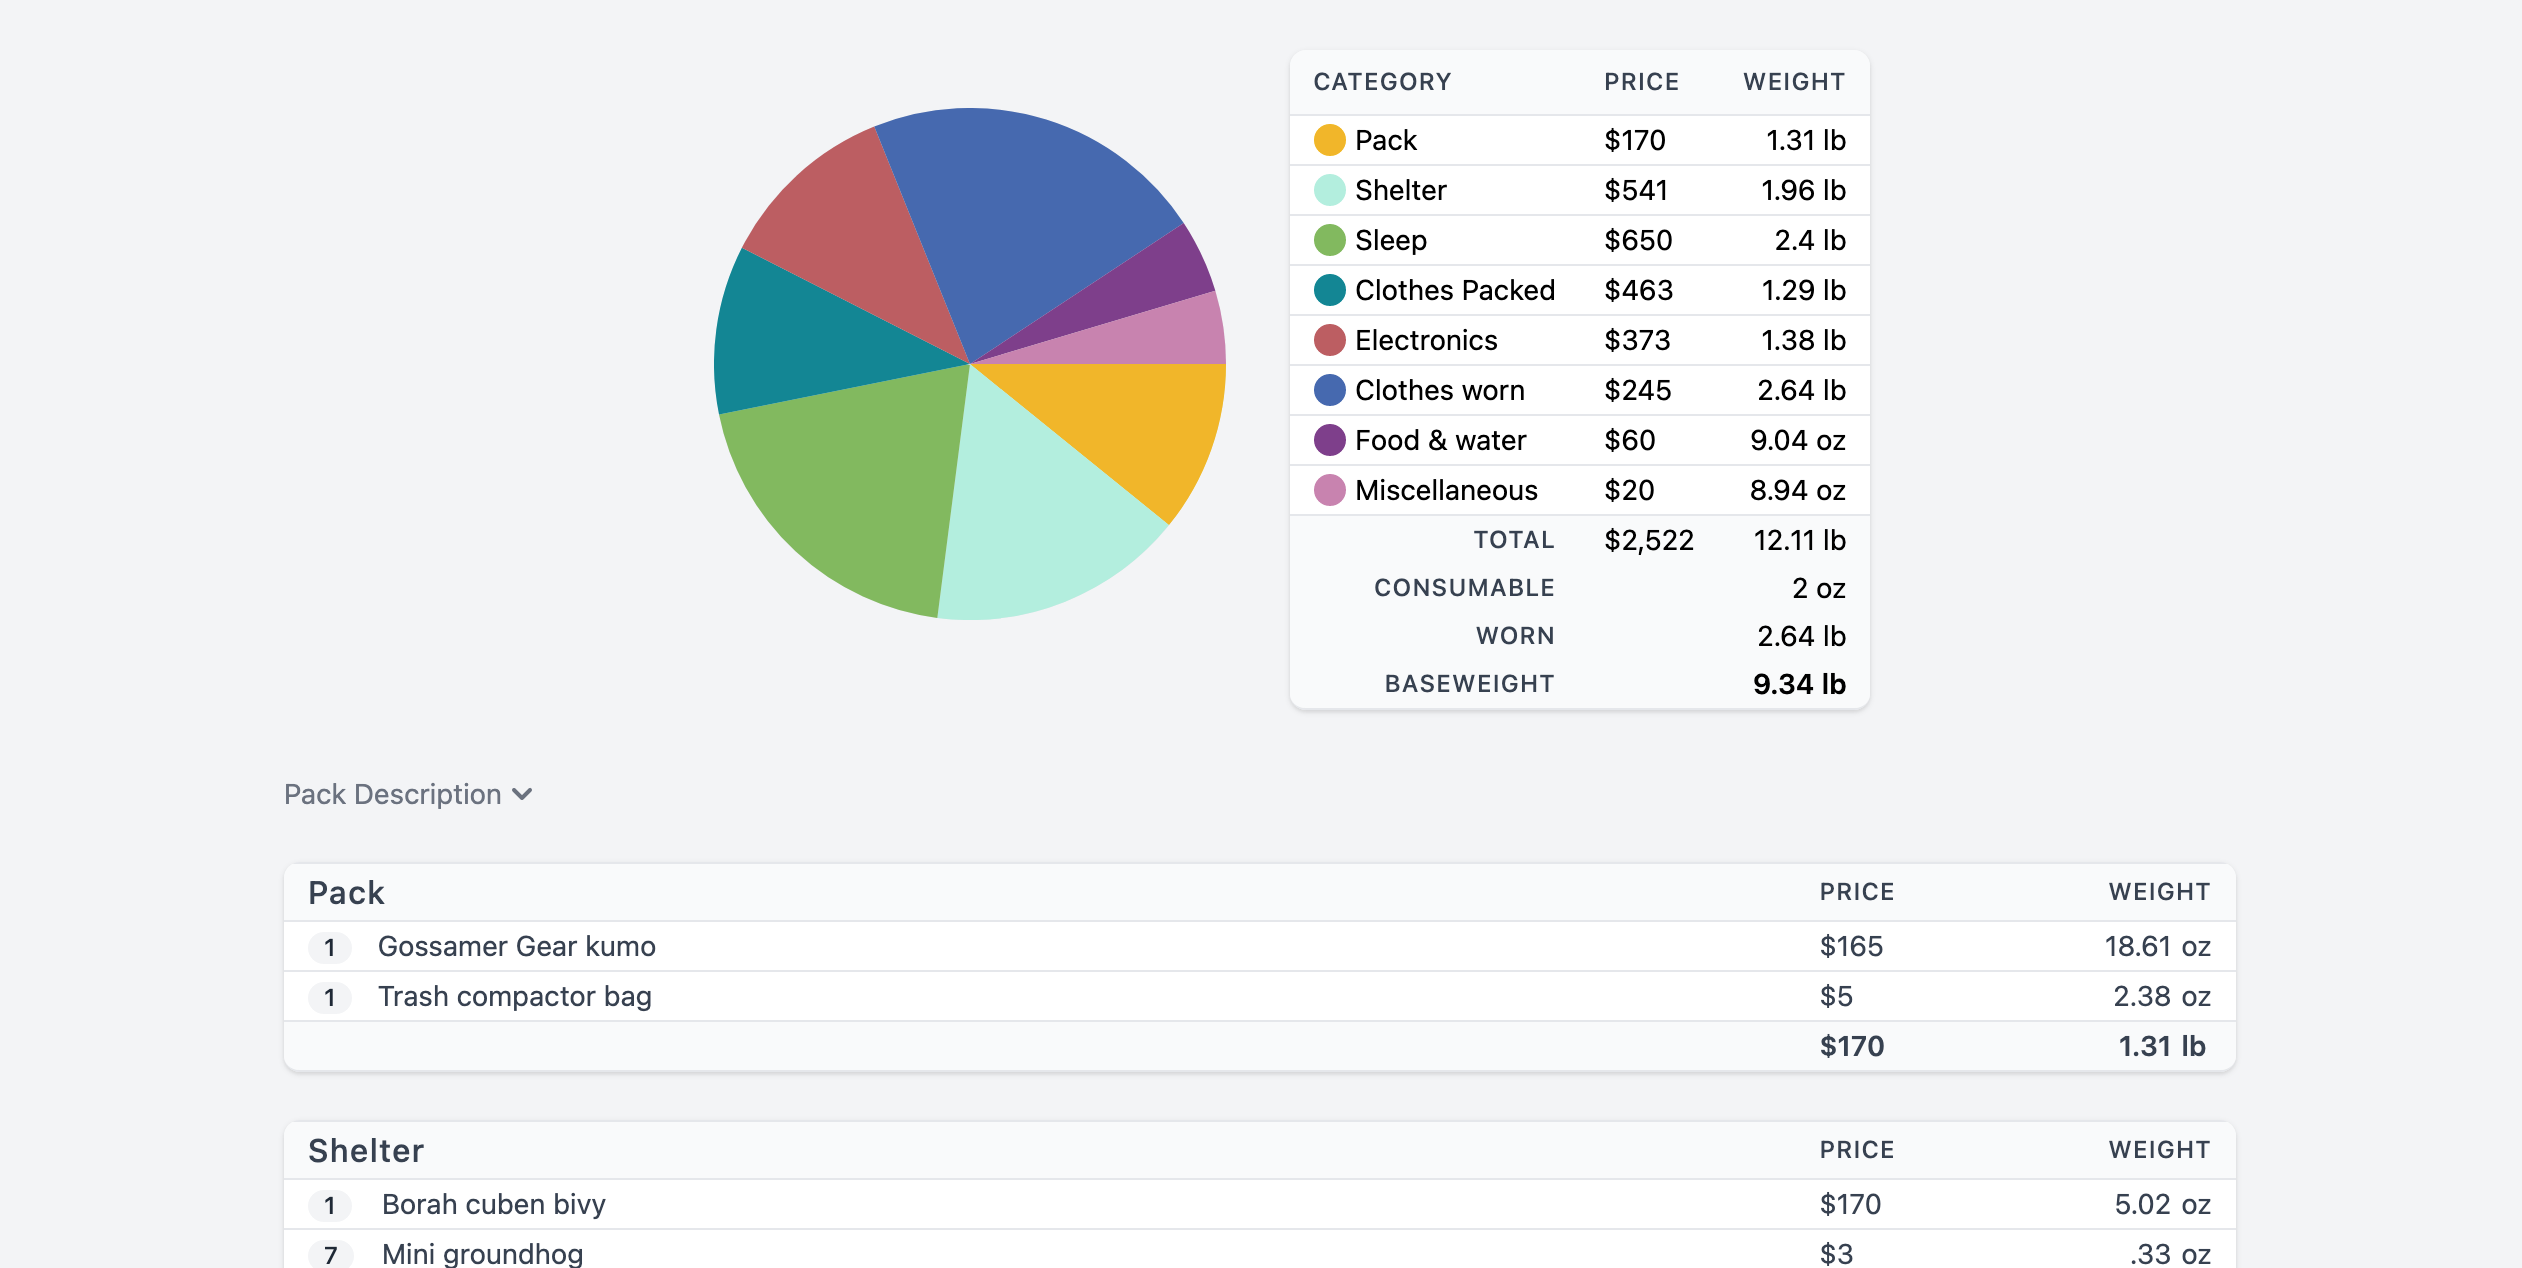 CATEGORY PRICE WEIGHT
Pack $170 1.31 lb
Shelter $541 1.96 lb
Sleep $650 2.4 lb
Clothes Packed $463 1.29 lb
Electronics $373 1.38 lb
Clothes worn $245 2.64 lb
Food & water $60 9.04 oz
Miscellaneous $20 8.94 oz
TOTAL $2,522 12.11 lb
CONSUMABLE 2 oz
WORN 2.64 lb
BASEWEIGHT 9.34 lb
Pack Description
Pack PRICE WEIGHT
1 Gossamer Gear kumo $165 18.61 oz
1 Trash compactor bag $5 2.38 oz
$170 1.31 lb
Shelter PRICE WEIGHT
1 Borah cuben bivy $170 5.02 oz
7 Mini groundhog $3 .33 oz